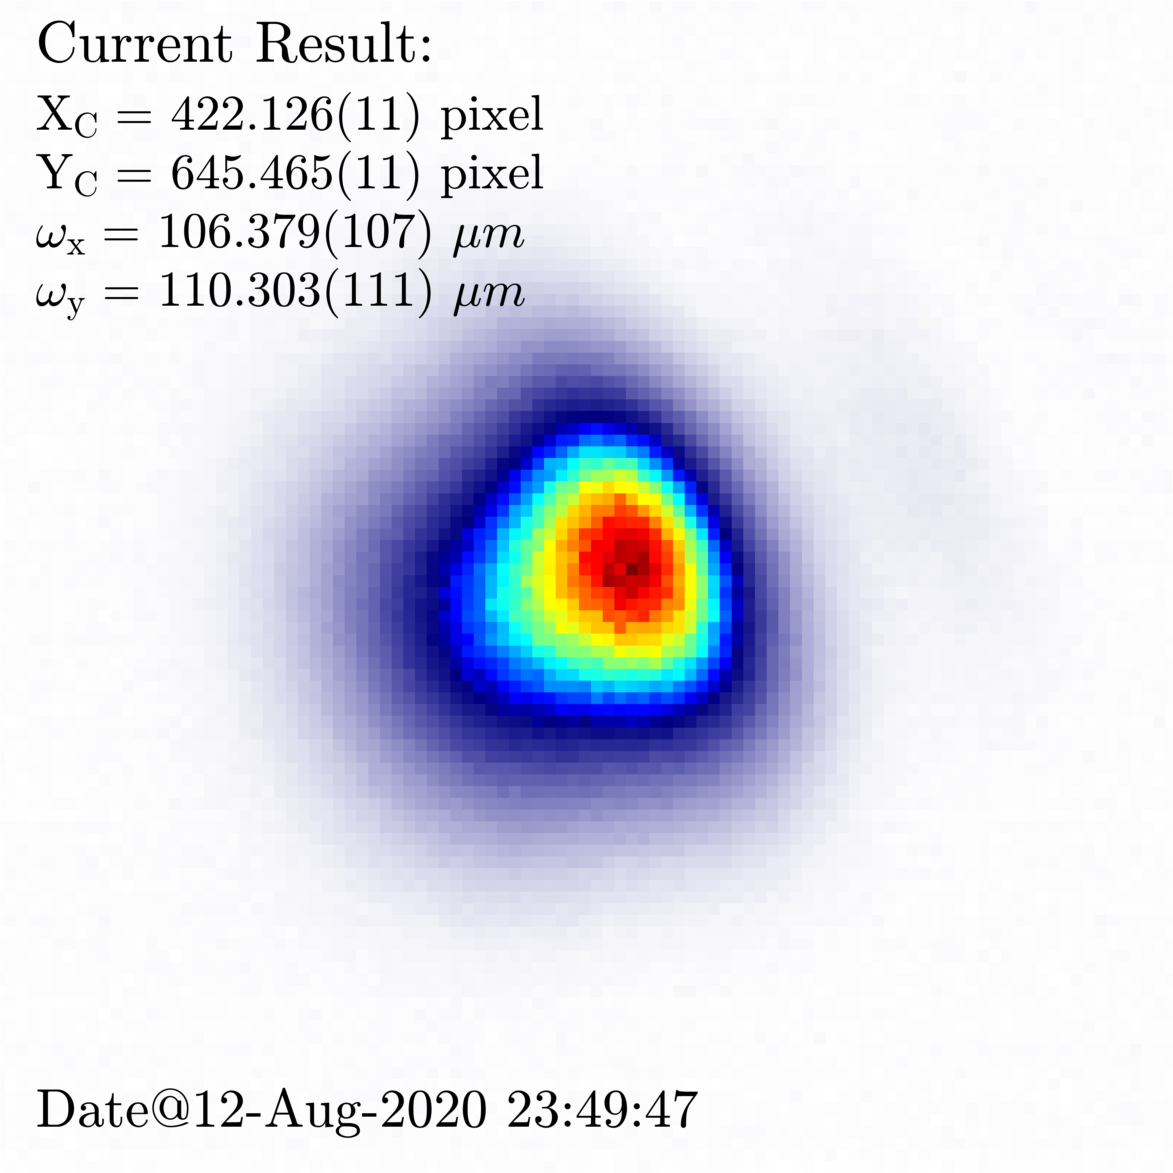 Current Result:
X_C = 422.126(11) pixel
Y_C = 645.465(11) pixel
ω_x = 106.379(107) μm
ω_y = 110.303(111) μm
Date@12-Aug-2020 23:49:47